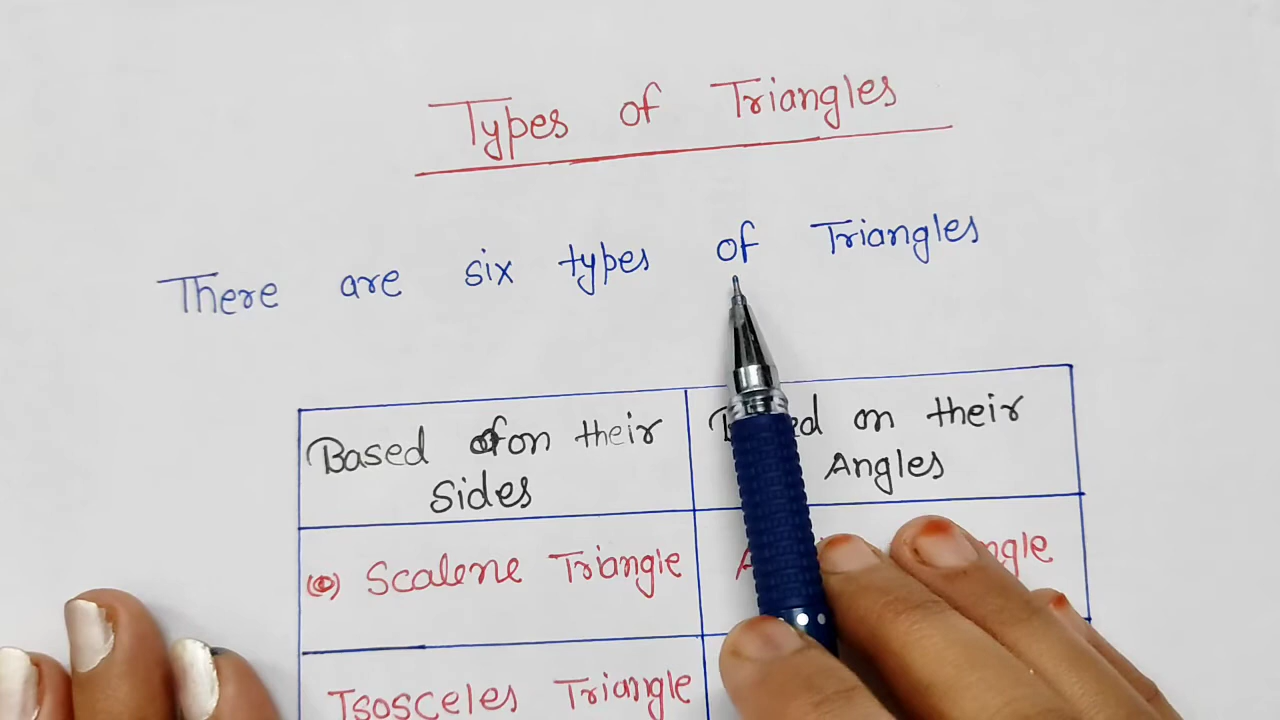 Types of Triangles
There are six types of Triangles
Based on their
Sides
on their
Angles
Scalene Triangle
Isosceles Triangle